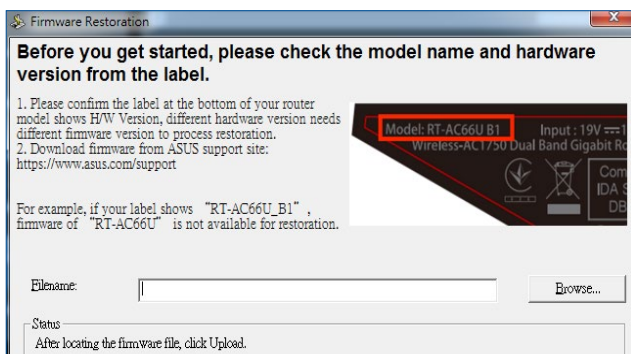 Firmware Restoration
Before you get started, please check the model name and hardware
version from the label.
1. Please confirm the label at the bottom of your router
model shows H/W Version, different hardware version needs
different firmware version to process restoration.
2. Download firmware from ASUS support site:
https://www.asus.com/support
For example, if your label shows “RT-AC66U_B1”,
firmware of “RT-AC66U” is not available for restoration.
Model: RT-AC66U B1 Input : 19V
Wireless-AC1750 Dual Band Gigabit
Com
IDA S
DB
Filename:
Browse...
Status
After locating the firmware file, click Upload.